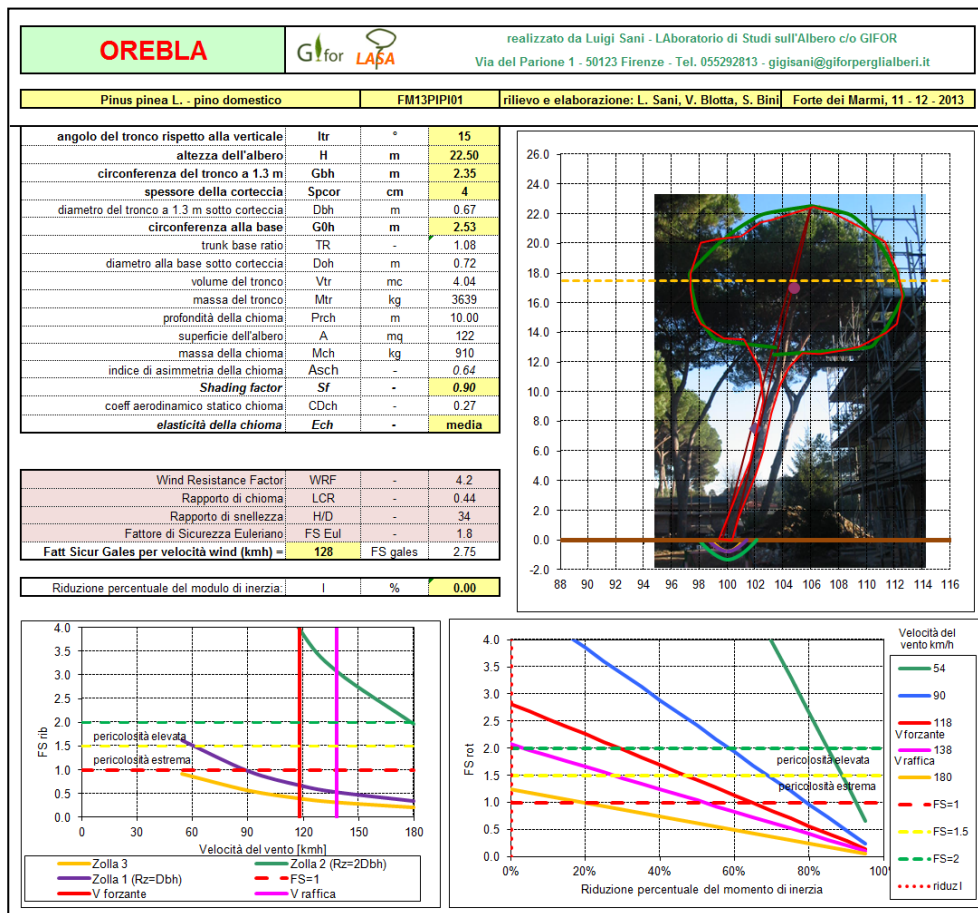 OREBLA
Gifor LASA
realizzato da Luigi Sani - LAboratorio di Studi sull'Albero c/o GIFOR
Via del Parione 1 - 50123 Firenze - Tel. 055292813 - gigisani@giforperglialberi.it
Pinus pinea L. - pino domestico FM13PIPI01 rilievo e elaborazione: L. Sani, V. Blotta, S. Bini Forte dei Marmi, 11 - 12 - 2013
angolo del tronco rispetto alla verticale Itr ° 15
altezza dell'albero H m 22.50
circonferenza del tronco a 1.3 m Gbh m 2.35
spessore della corteccia Spcor cm 4
diametro del tronco a 1.3 m sotto corteccia Dbh m 0.67
circonferenza alla base G0h m 2.53
trunk base ratio TR - 1.08
diametro alla base sotto corteccia Doh m 0.72
volume del tronco Vtr mc 4.04
massa del tronco Mtr kg 3639
profondità della chioma Prch m 10.00
superficie dell'albero A mq 122
massa della chioma Mch kg 910
indice di asimmetria della chioma Asch - 0.64
Shading factor Sf - 0.90
coeff aerodinamico statico chioma CDch - 0.27
elasticità della chioma Ech - media
Wind Resistance Factor WRF - 4.2
Rapporto di chioma LCR - 0.44
Rapporto di snellezza H/D - 34
Fattore di Sicurezza Euleriano FS Eul - 1.8
Fatt Sicur Gales per velocità wind (kmh) = 128 FS gales 2.75
Riduzione percentuale del modulo di inerzia: I % 0.00
26.0
24.0
22.0
20.0
18.0
16.0
14.0
12.0
10.0
8.0
6.0
4.0
2.0
0.0
-2.0
88 90 92 94 96 98 100 102 104 106 108 110 112 114 116
4.0
3.5
3.0
2.5
2.0
1.5
1.0
0.5
0.0
FS rib
pericolosità elevata
pericolosità estrema
0 30 60 90 120 150 180
Velocità del vento [kmh]
Zolla 3 Zolla 2 (Rz=2Dbh)
Zolla 1 (Rz=Dbh) FS=1
V forzante V raffica
4.0
3.5
3.0
2.5
2.0
1.5
1.0
0.5
0.0
FS rot
pericolosità elevata
pericolosità estrema
0% 20% 40% 60% 80% 100%
Riduzione percentuale del momento di inerzia
Velocità del
vento km/h
54
90
118
V forzante
138
V raffica
180
FS=1
FS=1.5
FS=2
riduz I